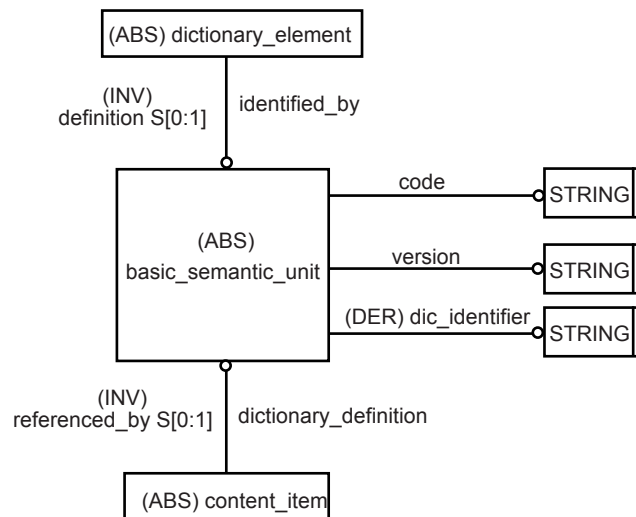 (ABS) dictionary_element
(INV)
definition S[0:1]
identified_by
code
STRING
(ABS)
basic_semantic_unit
version
STRING
(DER) dic_identifier
STRING
(INV)
referenced_by S[0:1]
dictionary_definition
(ABS) content_item